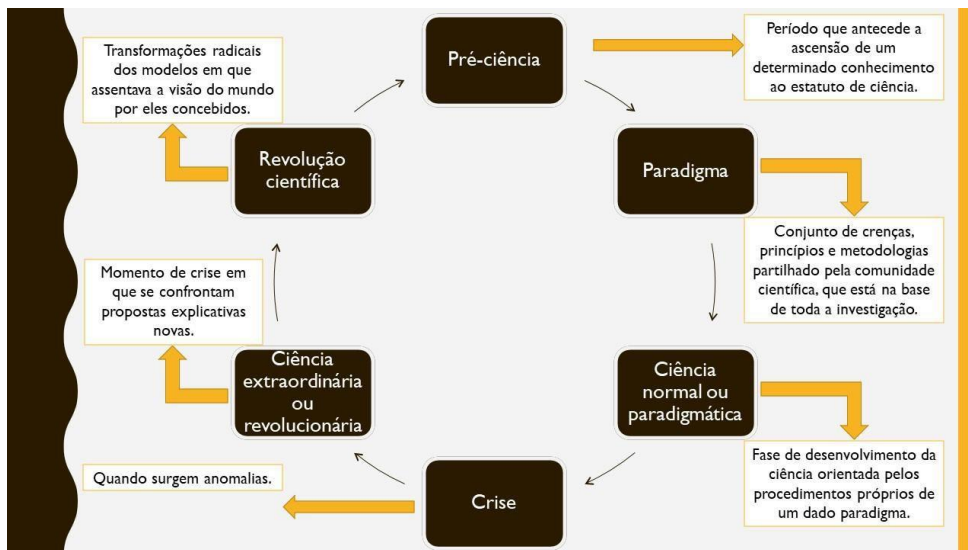 Pré-ciência
Período que antecede a
ascensão de um
determinado conhecimento
ao estatuto de ciência.
Paradigma
Conjunto de crenças,
princípios e metodologias
partilhado pela comunidade
científica, que está na base
de toda a investigação.
Ciência
normal ou
paradigmática
Fase de desenvolvimento da
ciência orientada pelos
procedimentos próprios de
um dado paradigma.
Crise
Quando surgem anomalias.
Ciência
extraordinária
ou
revolucionária
Momento de crise em
que se confrontam
propostas explicativas
novas.
Revolução
científica
Transformações radicais
dos modelos em que
assentava a visão do mundo
por eles concebidos.